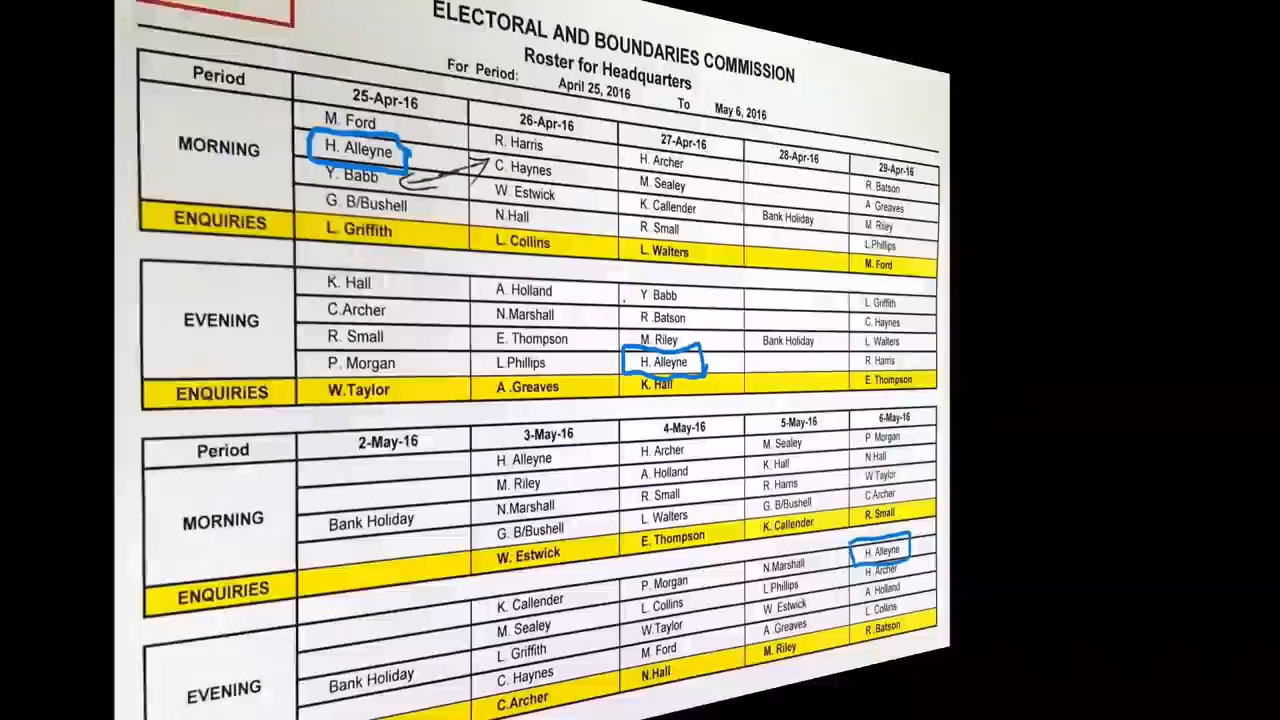 ELECTORAL AND BOUNDARIES COMMISSION
Roster for Headquarters
For Period: April 25, 2016 To May 6, 2016
Period 25-Apr-16 26-Apr-16 27-Apr-16 28-Apr-16 29-Apr-16
MORNING
M. Ford R. Harris H. Archer R. Batson
H. Alleyne C. Haynes M. Sealey A Greaves
Y. Babb W. Estwick K. Callender Bank Holiday M. Riley
G. B/Bushell N.Hall R. Small L.Phillips
ENQUIRIES L. Griffith L. Collins L. Walters M. Ford
EVENING
K. Hall A. Holland Y Babb L. Griffith
C.Archer N.Marshall R .Batson C. Haynes
R. Small E. Thompson M. Riley Bank Holiday L. Walters
P. Morgan L.Phillips H. Alleyne R. Harris
ENQUIRIES W.Taylor A .Greaves K. Hall E. Thompson
Period 2-May-16 3-May-16 4-May-16 5-May-16 6-May-16
MORNING
H. Alleyne H. Archer M. Sealey P. Morgan
M. Riley A. Holland K. Hall N.Hall
Bank Holiday N.Marshall R. Small R. Harris W Taylor
G. B/Bushell L. Walters G. B/Bushell C.Archer
ENQUIRIES W. Estwick E. Thompson K. Callender R. Small
EVENING
K. Callender P. Morgan N.Marshall H. Alleyne
M. Sealey L. Collins L.Phillips H. Archer
L. Griffith W.Taylor W. Estwick A. Holland
Bank Holiday C. Haynes M. Ford A. Greaves L. Collins
C.Archer N.Hall M. Riley R. Batson